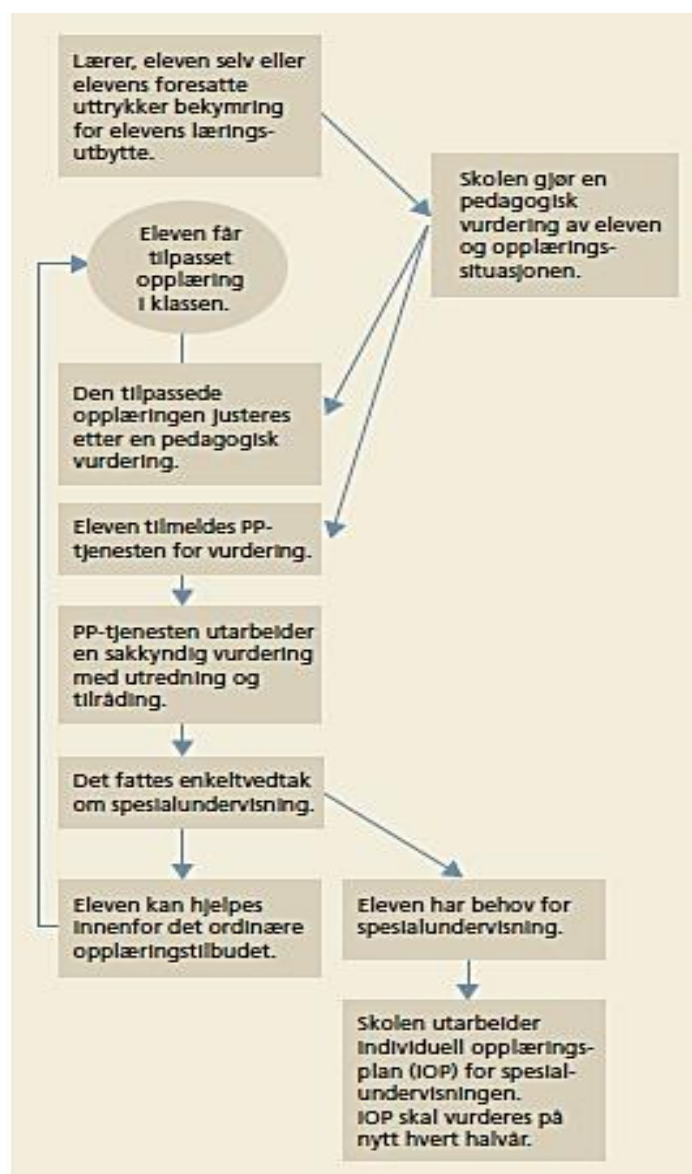 Lærer, eleven selv eller
elevens foresatte
uttrykker bekymring
for elevens lærings-
utbytte.
Skolen gjør en
pedagogisk
vurdering av eleven
og opplærings-
situasjonen.
Eleven får
tilpasset
opplæring
i klassen.
Den tilpassede
opplæringen justeres
etter en pedagogisk
vurdering.
Eleven tilmeldes PP-
tjenesten for vurdering.
PP-tjenesten utarbeider
en sakkyndig vurdering
med utredning og
tilråding.
Det fattes enkeltvedtak
om spesialundervisning.
Eleven kan hjelpes
innenfor det ordinære
opplæringstilbudet.
Eleven har behov for
spesialundervisning.
Skolen utarbeider
individuell opplærings-
plan (IOP) for spesial-
undervisningen.
IOP skal vurderes på
nytt hvert halvår.